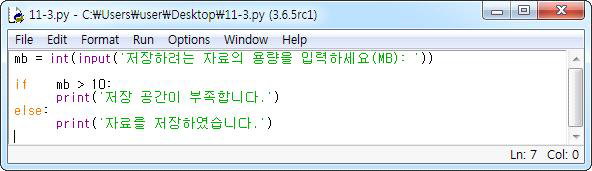 11-3.py - C:₩Users₩user₩Desktop₩11-3.py (3.6.5rc1)
File Edit Format Run Options Window Help
mb = int(input('저장하려는 자료의 용량을 입력하세요(MB): '))
if    mb > 10:
      print('저장 공간이 부족합니다.')
else:
      print('자료를 저장하였습니다.')
Ln: 7 Col: 0